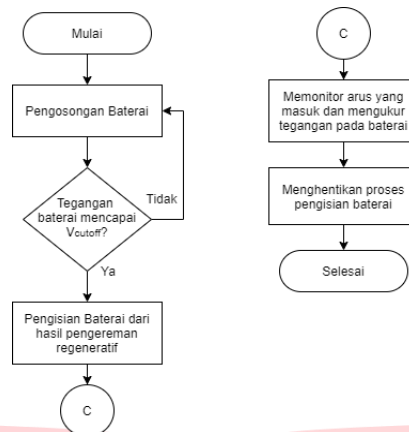 Mulai
Pengosongan Baterai
Tegangan
baterai mencapai
Vcutoff?
Tidak
Ya
Pengisian Baterai dari
hasil pengereman
regeneratif
C
C
Memonitor arus yang
masuk dan mengukur
tegangan pada baterai
Menghentikan proses
pengisian baterai
Selesai